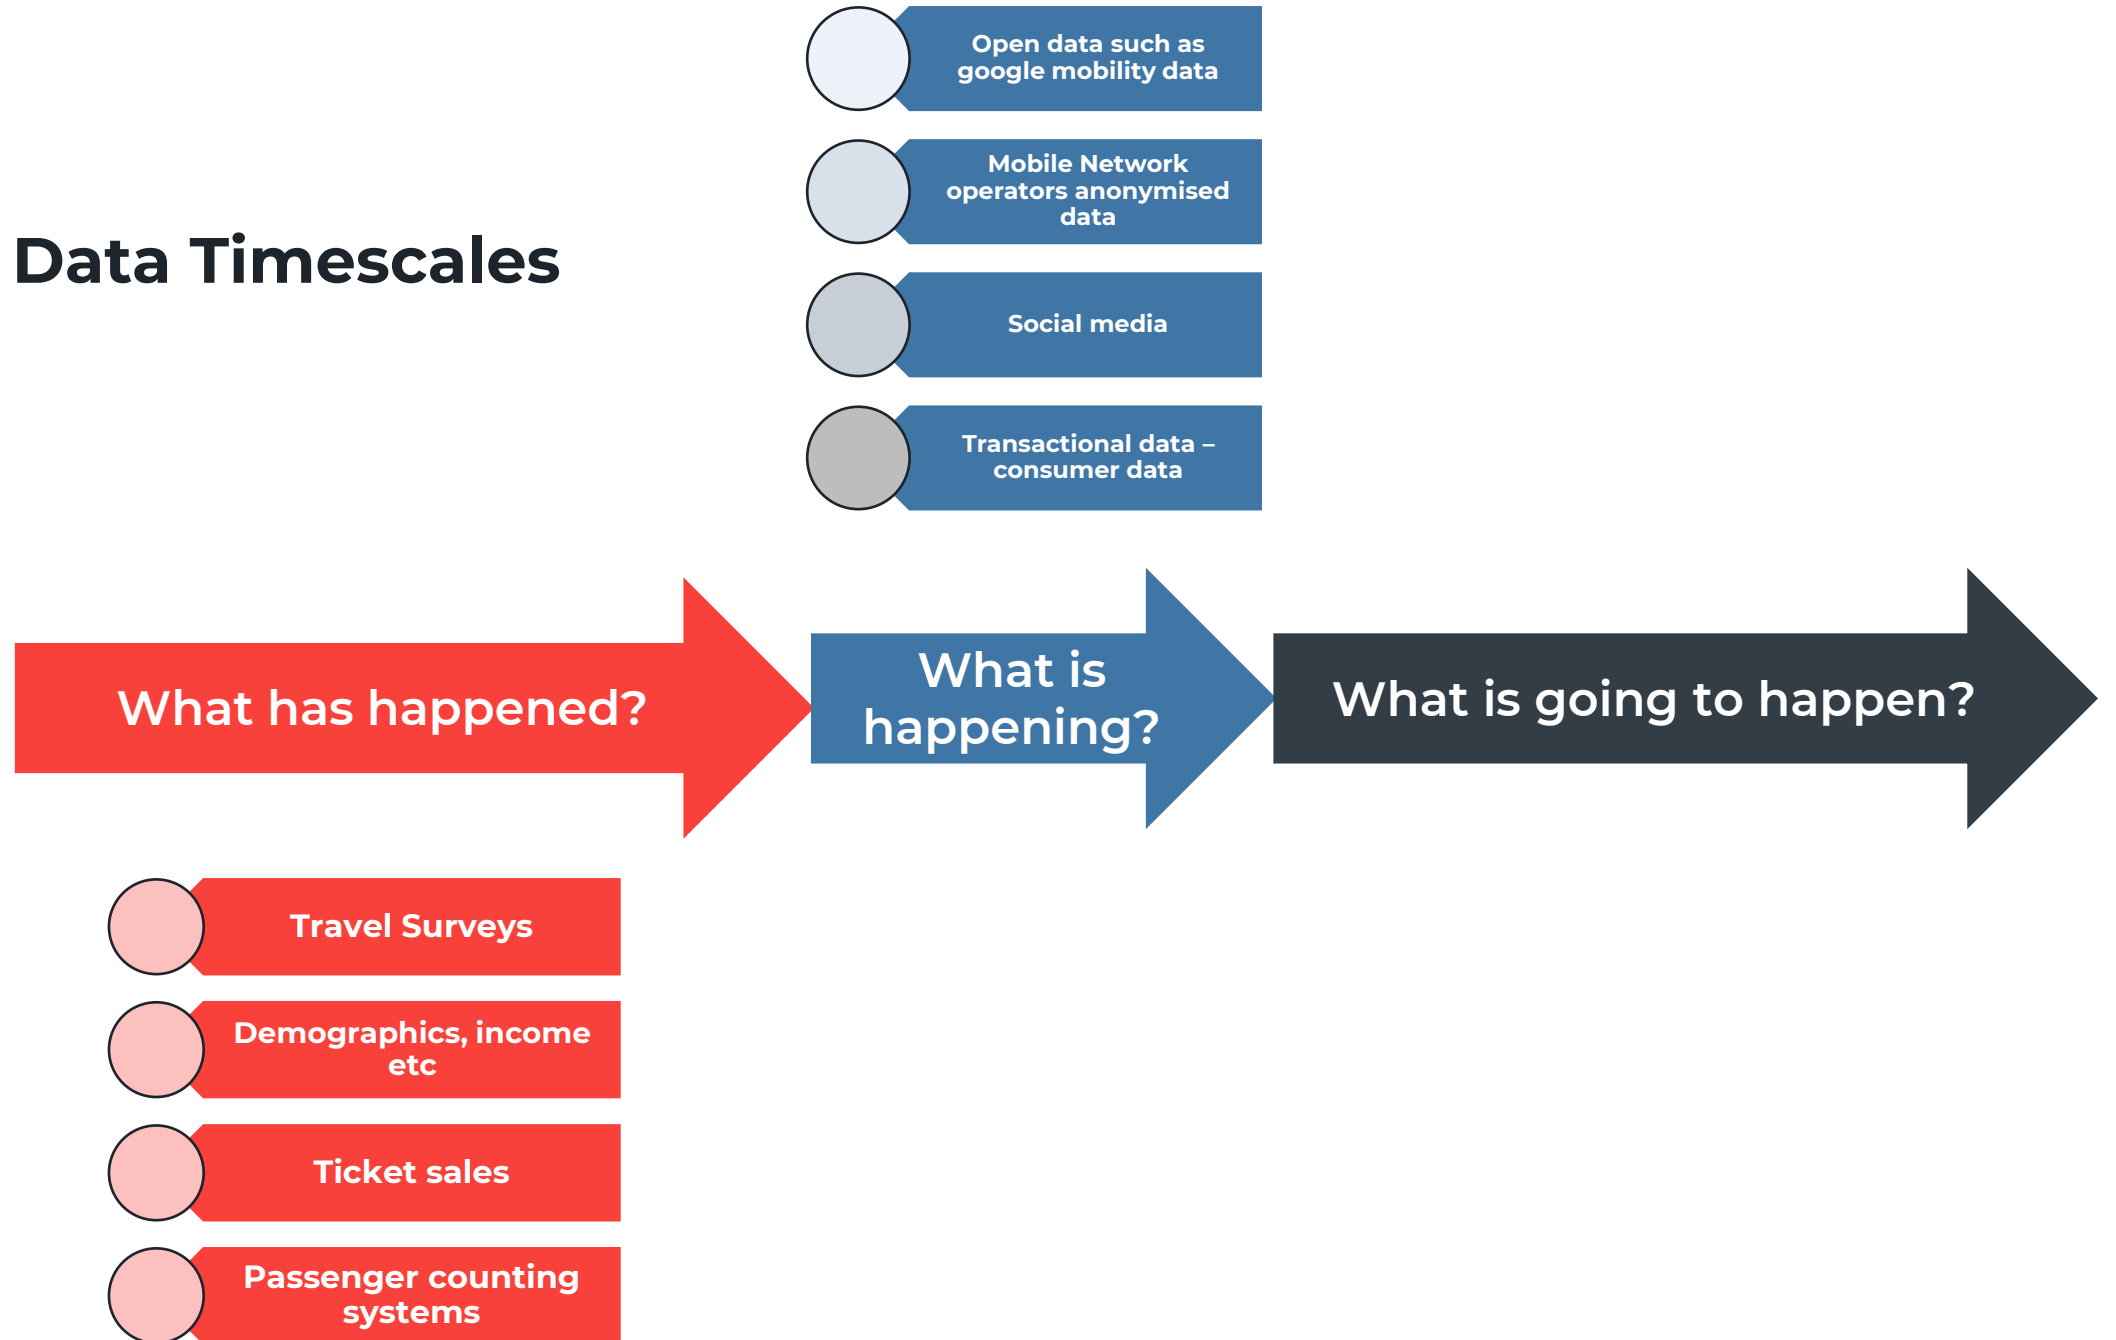 Data Timescales
Open data such as
google mobility data
Mobile Network
operators anonymised
data
Social media
Transactional data –
consumer data
What has happened?
What is
happening?
What is going to happen?
Travel Surveys
Demographics, income
etc
Ticket sales
Passenger counting
systems